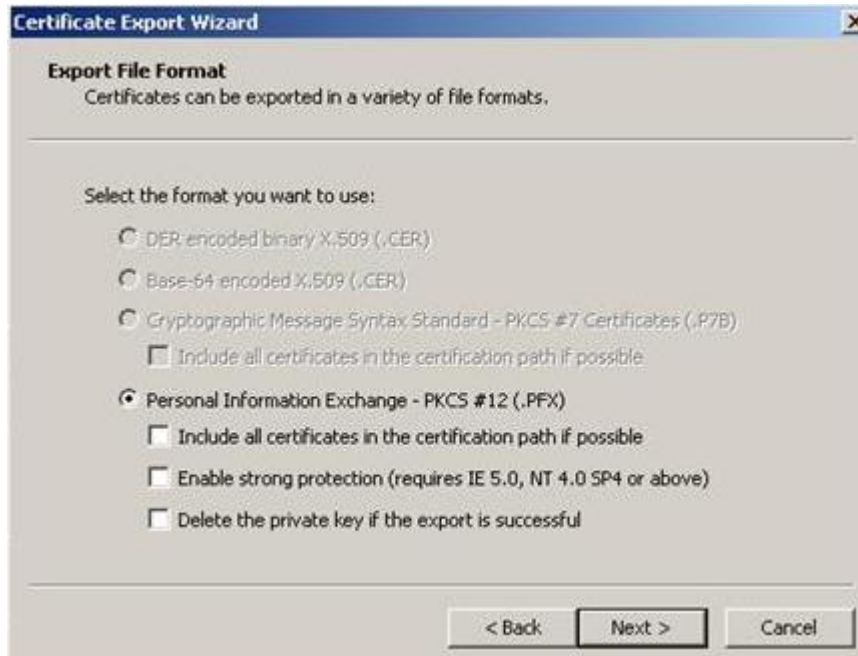 Certificate Export Wizard
Export File Format
Certificates can be exported in a variety of file formats.
Select the format you want to use:
DER encoded binary X.509 (.CER)
Base-64 encoded X.509 (.CER)
Cryptographic Message Syntax Standard - PKCS #7 Certificates (.P7B)
Include all certificates in the certification path if possible
Personal Information Exchange - PKCS #12 (.PFX)
Include all certificates in the certification path if possible
Enable strong protection (requires IE 5.0, NT 4.0 SP4 or above)
Delete the private key if the export is successful
< Back Next > Cancel